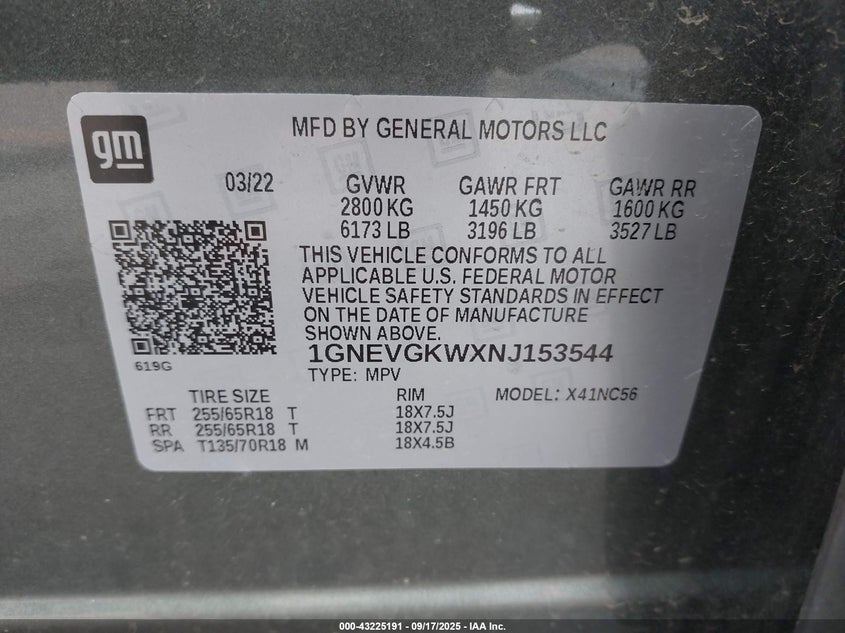 gm
MFD BY GENERAL MOTORS LLC
03/22 GVWR GAWR FRT GAWR RR
2800 KG 1450 KG 1600 KG
6173 LB 3196 LB 3527 LB
THIS VEHICLE CONFORMS TO ALL
APPLICABLE U.S. FEDERAL MOTOR
VEHICLE SAFETY STANDARDS IN EFFECT
ON THE DATE OF MANUFACTURE
SHOWN ABOVE.
1GNEVGKWXNJ153544
619G
TYPE: MPV
TIRE SIZE RIM MODEL: X41NC56
FRT 255/65R18 T 18X7.5J
RR 255/65R18 T 18X7.5J
SPA T135/70R18 M 18X4.5B
000-43225191 - 09/17/2025 - IAA Inc.